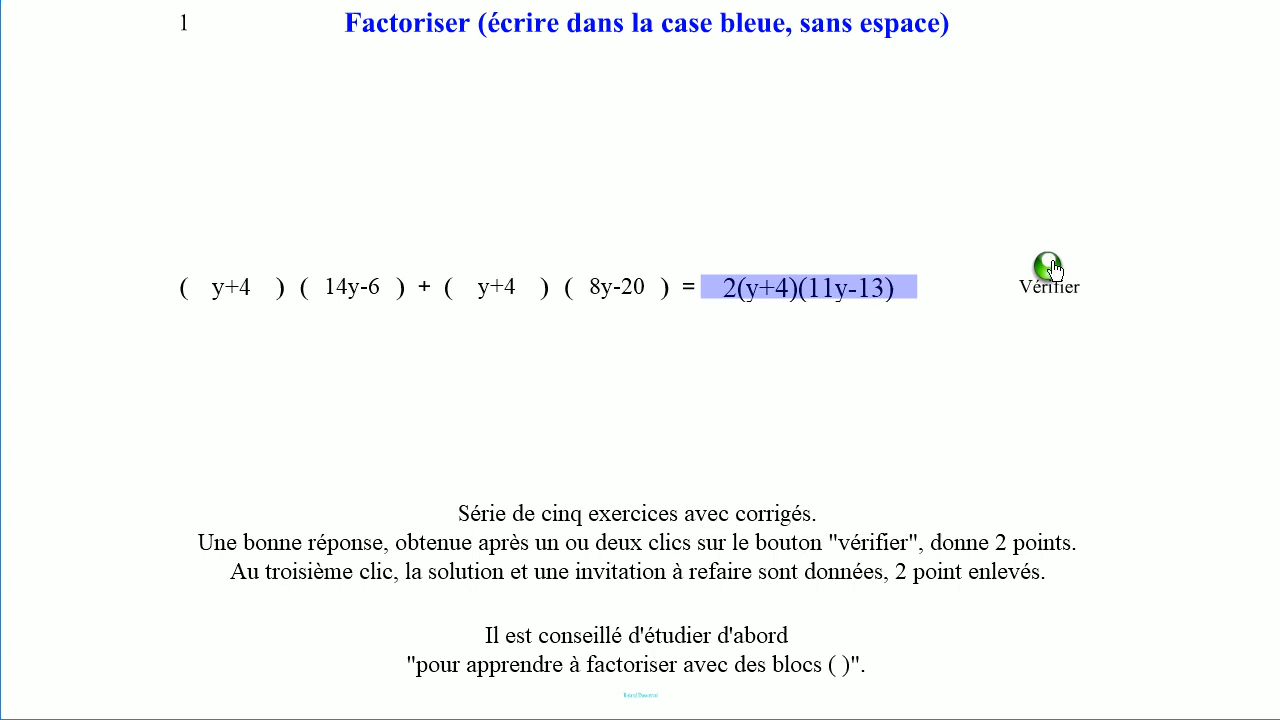 1
Factoriser (écrire dans la case bleue, sans espace)
( y+4 ) ( 14y-6 ) + ( y+4 ) ( 8y-20 ) = 2(y+4)(11y-13)
Vérifier
Série de cinq exercices avec corrigés.
Une bonne réponse, obtenue après un ou deux clics sur le bouton "vérifier", donne 2 points.
Au troisième clic, la solution et une invitation à refaire sont données, 2 point enlevés.
Il est conseillé d'étudier d'abord
"pour apprendre à factoriser avec des blocs ( )".